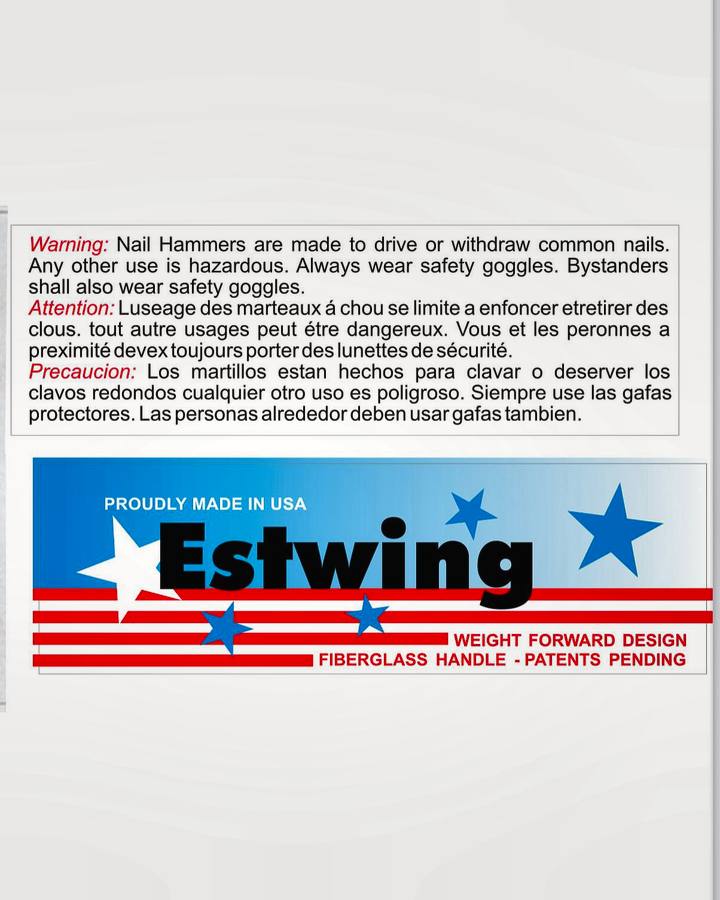 Warning: Nail Hammers are made to drive or withdraw common nails.
Any other use is hazardous. Always wear safety goggles. Bystanders
shall also wear safety goggles.
Attention: Luseage des marteaux á chou se limite a enfoncer etretirer des
clous. tout autre usages peut étre dangereux. Vous et les peronnes a
preximité devex toujours porter des lunettes de sécurité.
Precaucion: Los martillos estan hechos para clavar o deserver los
clavos redondos cualquier otro uso es poligroso. Siempre use las gafas
protectores. Las personas alrededor deben usar gafas tambien.
PROUDLY MADE IN USA
Estwing
WEIGHT FORWARD DESIGN
FIBERGLASS HANDLE - PATENTS PENDING